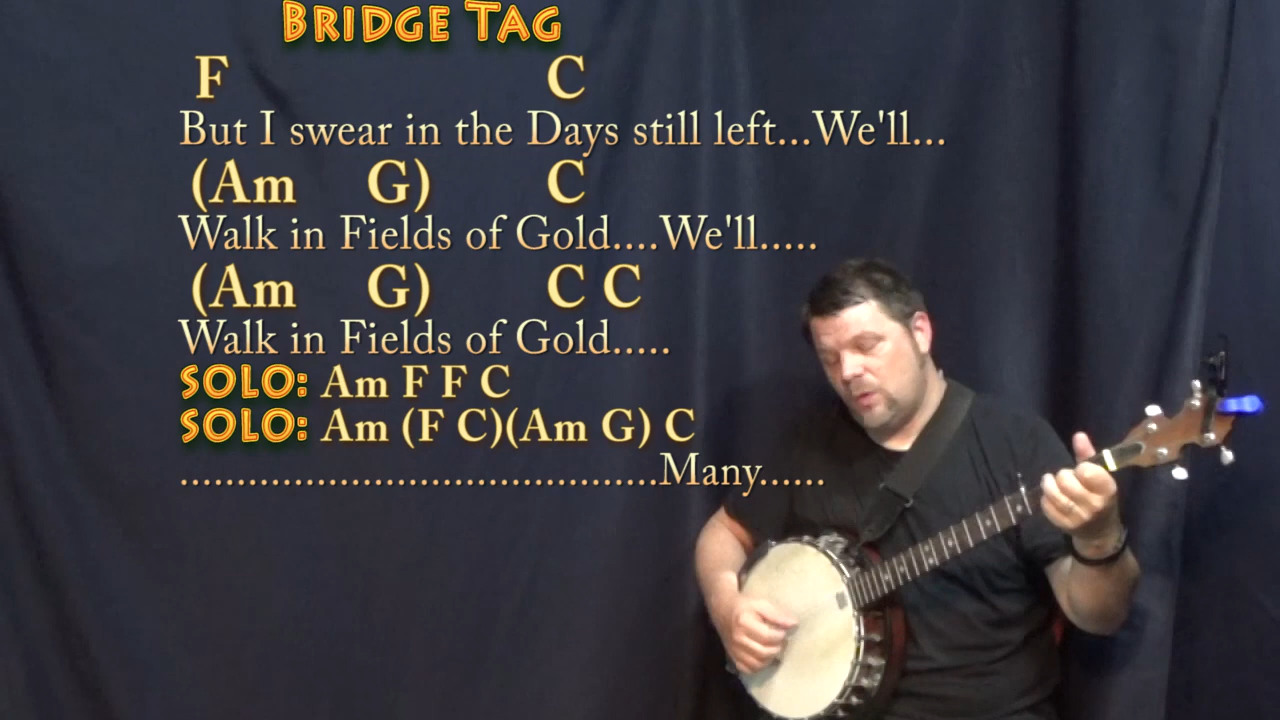 BRIDGE TAG
F C
But I swear in the Days still left...We'll...
(Am G) C
Walk in Fields of Gold....We'll.....
(Am G) C C
Walk in Fields of Gold.....
SOLO: Am F F C
SOLO: Am (F C)(Am G) C
..........................................Many......